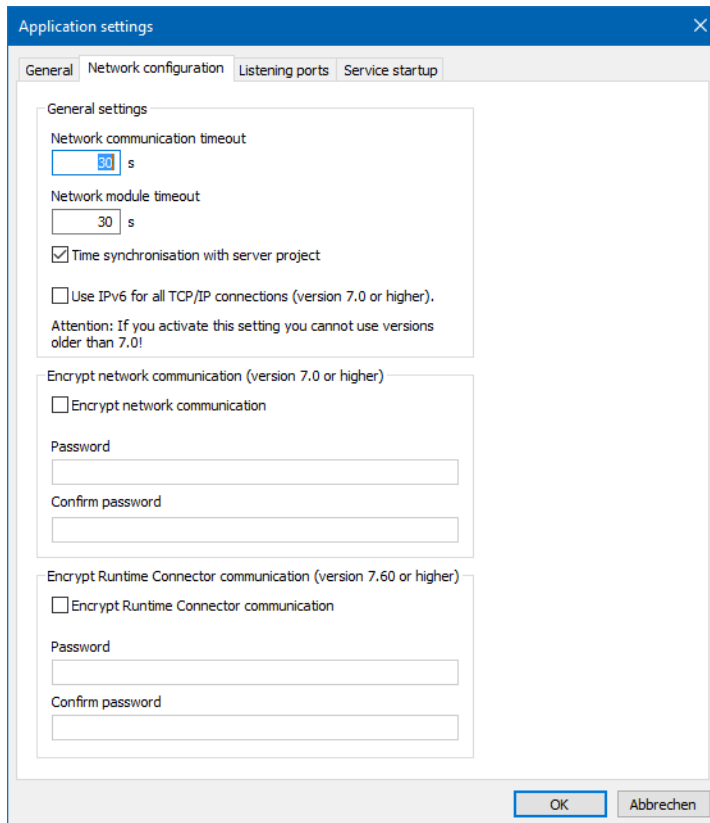 Application settings
General Network configuration Listening ports Service startup
General settings
Network communication timeout
30 s
Network module timeout
30 s
Time synchronisation with server project
Use IPv6 for all TCP/IP connections (version 7.0 or higher).
Attention: If you activate this setting you cannot use versions
older than 7.0!
Encrypt network communication (version 7.0 or higher)
Encrypt network communication
Password
Confirm password
Encrypt Runtime Connector communication (version 7.60 or higher)
Encrypt Runtime Connector communication
Password
Confirm password
OK Abbrechen